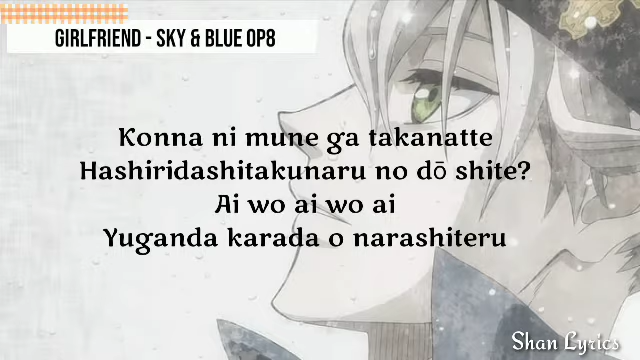 GIRLFRIEND - SKY & BLUE OP8
Konna ni mune ga takanatte
Hashiridashitakunaru no dō shite?
Ai wo ai wo ai
Yuganda karada o narashiteru
Shan Lyrics